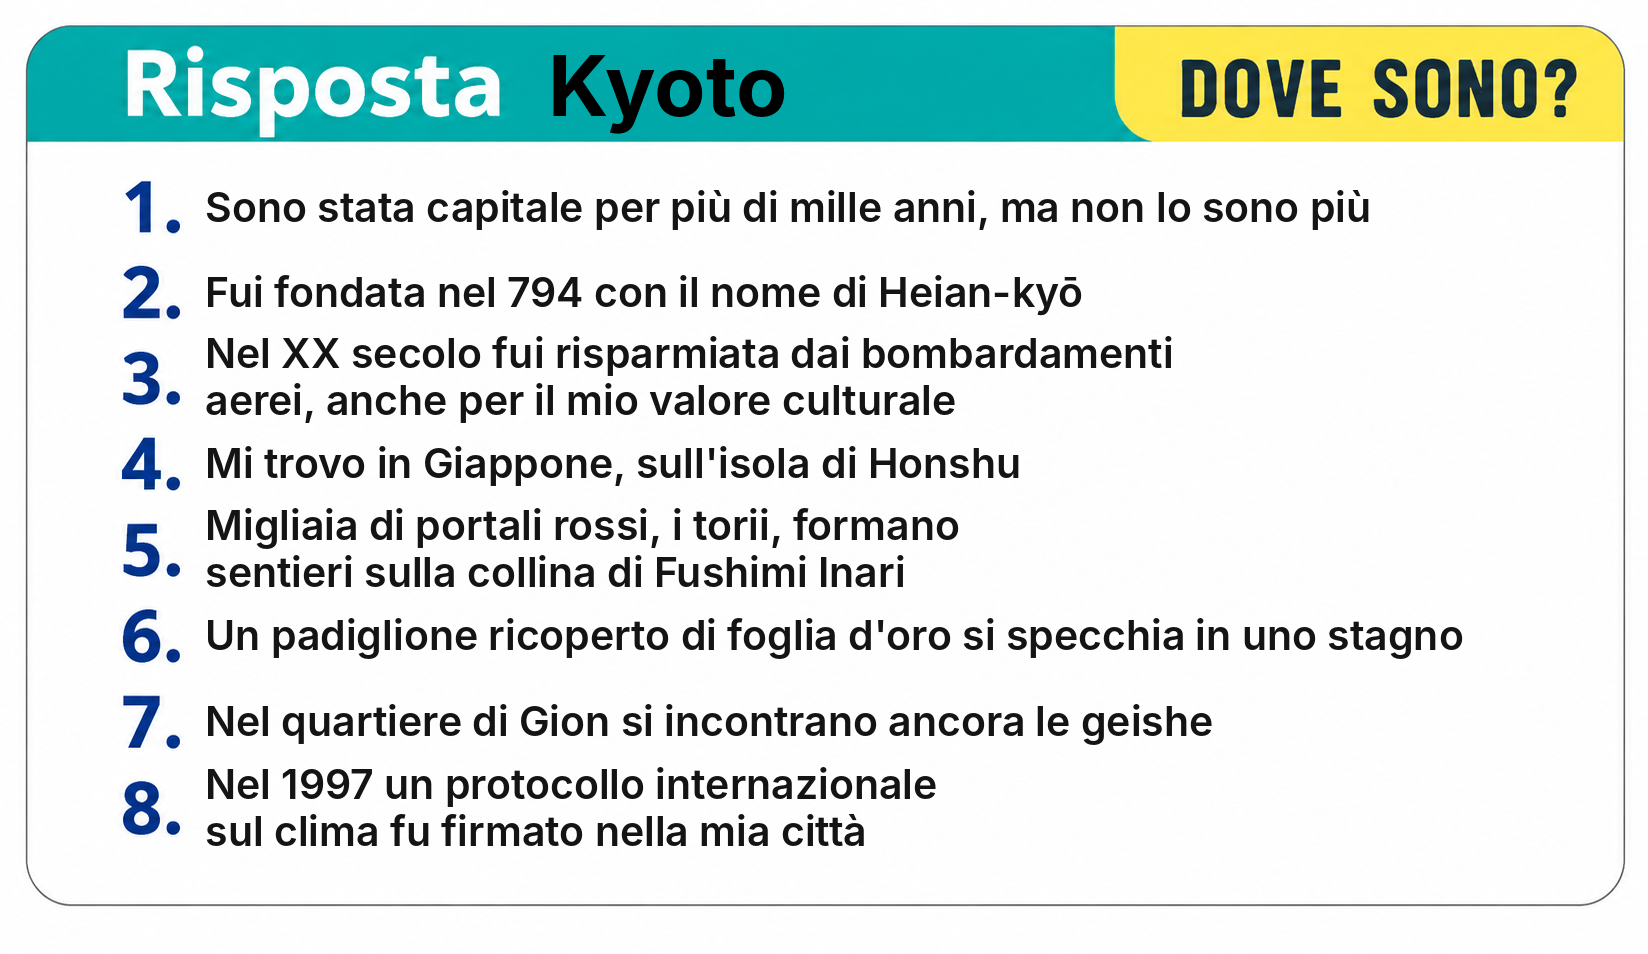 Risposta Kyoto
DOVE SONO?
1. Sono stata capitale per più di mille anni, ma non lo sono più
2. Fui fondata nel 794 con il nome di Heian-kyō
3. Nel XX secolo fui risparmiata dai bombardamenti
aerei, anche per il mio valore culturale
4. Mi trovo in Giappone, sull'isola di Honshu
5. Migliaia di portali rossi, i torii, formano
sentieri sulla collina di Fushimi Inari
6. Un padiglione ricoperto di foglia d'oro si specchia in uno stagno
7. Nel quartiere di Gion si incontrano ancora le geishe
8. Nel 1997 un protocollo internazionale
sul clima fu firmato nella mia città